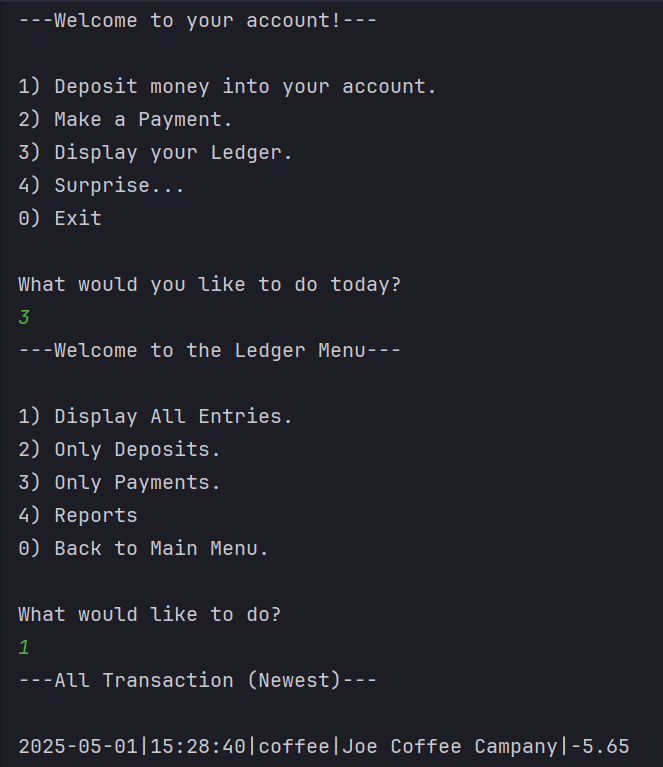 ---Welcome to your account!---
1) Deposit money into your account.
2) Make a Payment.
3) Display your Ledger.
4) Surprise...
0) Exit
What would you like to do today?
3
---Welcome to the Ledger Menu---
1) Display All Entries.
2) Only Deposits.
3) Only Payments.
4) Reports
0) Back to Main Menu.
What would like to do?
1
---All Transaction (Newest)---
2025-05-01|15:28:40|coffee|Joe Coffee Campany|-5.65